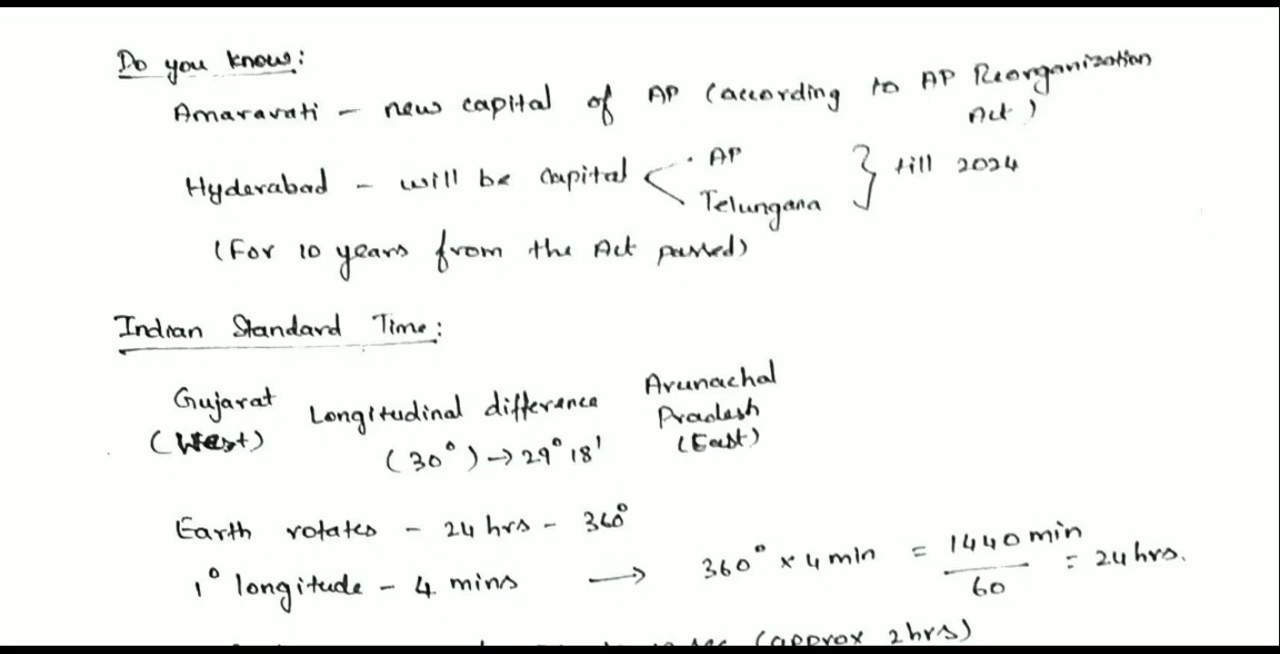 Do you know:
Amaravati - new capital of AP (according to AP Reorganization
Act)
Hyderabad - will be capital < · AP
Telungana } till 2024
(For 10 years from the Act passed)
Indian Standard Time:
Gujarat Longitudinal difference Arunachal
(West) (30°) → 29° 18' Pradesh
(East)
Earth rotates - 24 hrs - 360°
1° longitude - 4 mins → 360° × 4 min = 1440 min / 60 = 24 hrs.
(approx 2hrs)